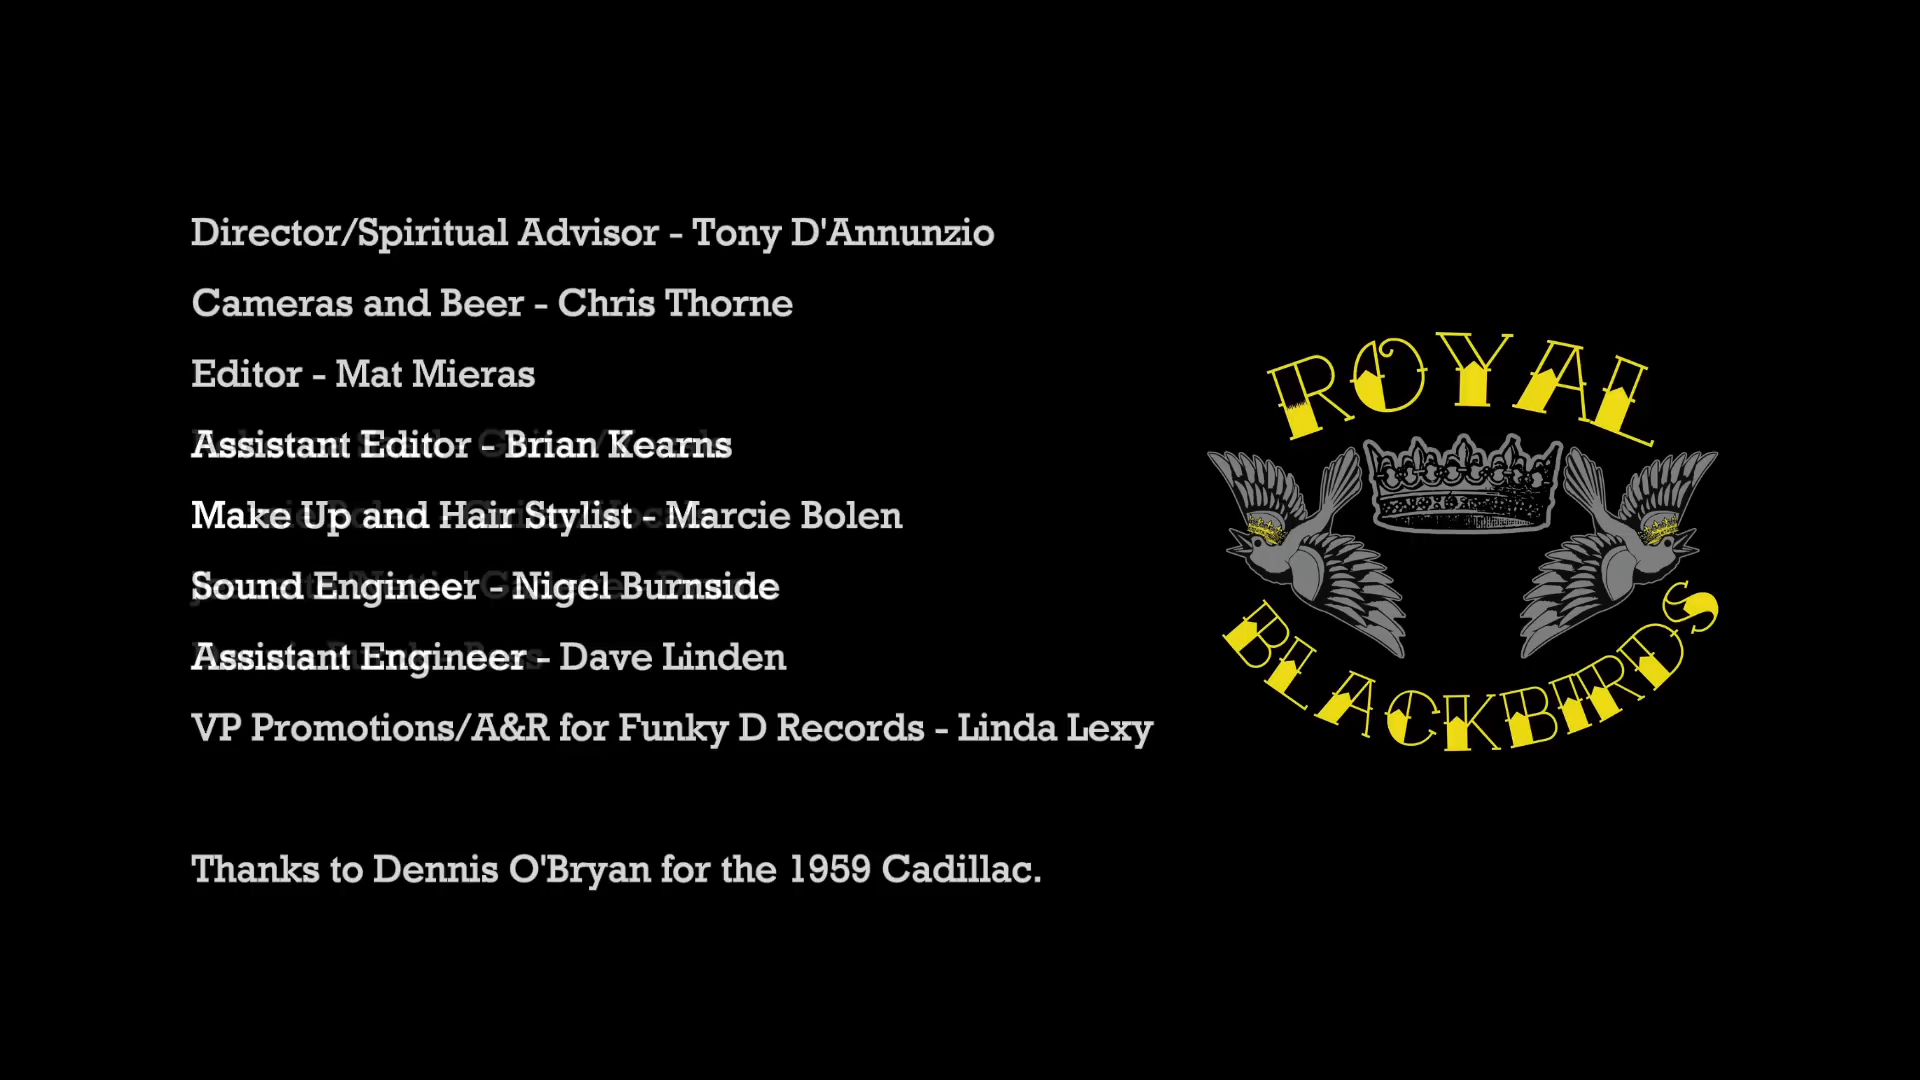 Director/Spiritual Advisor - Tony D'Annunzio
Cameras and Beer - Chris Thorne
Editor - Mat Mieras
Assistant Editor - Brian Kearns
Make Up and Hair Stylist - Marcie Bolen
Sound Engineer - Nigel Burnside
Assistant Engineer - Dave Linden
VP Promotions/A&R for Funky D Records - Linda Lexy
Thanks to Dennis O'Bryan for the 1959 Cadillac.
ROYAL
BLACKBIRDS